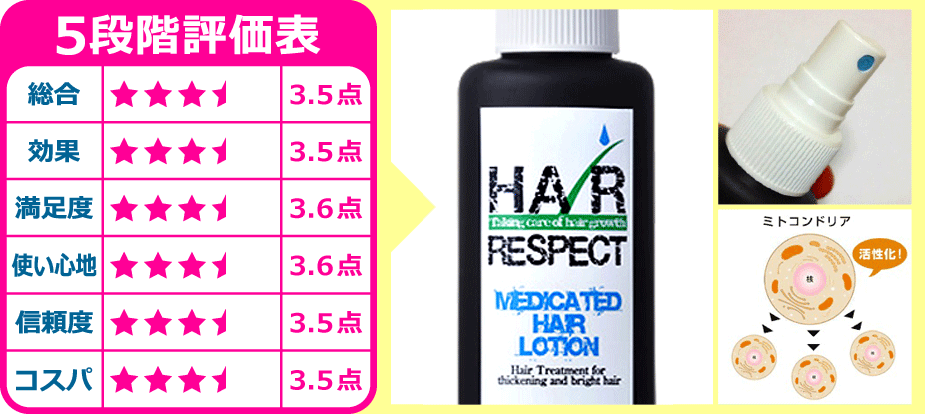 5段階評価表
総合 ★★★⯨ 3.5点
効果 ★★★⯨ 3.5点
満足度 ★★★⯨ 3.6点
使い心地 ★★★⯨ 3.6点
信頼度 ★★★⯨ 3.5点
コスパ ★★★⯨ 3.5点
HAIR
Taking care of hair growth
RESPECT
MEDICATED
HAIR
LOTION
Hair Treatment for
thickening and bright hair
ミトコンドリア
活性化!
核